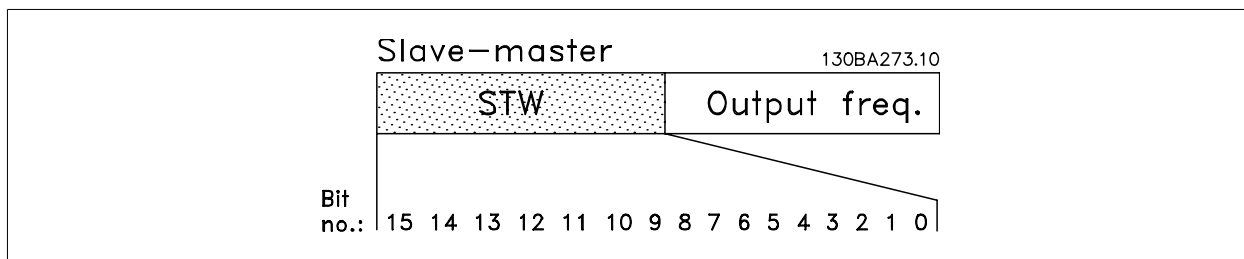 Slave-master
130BA273.10
STW
Output freq.
Bit
no.: 15 14 13 12 11 10 9 8 7 6 5 4 3 2 1 0